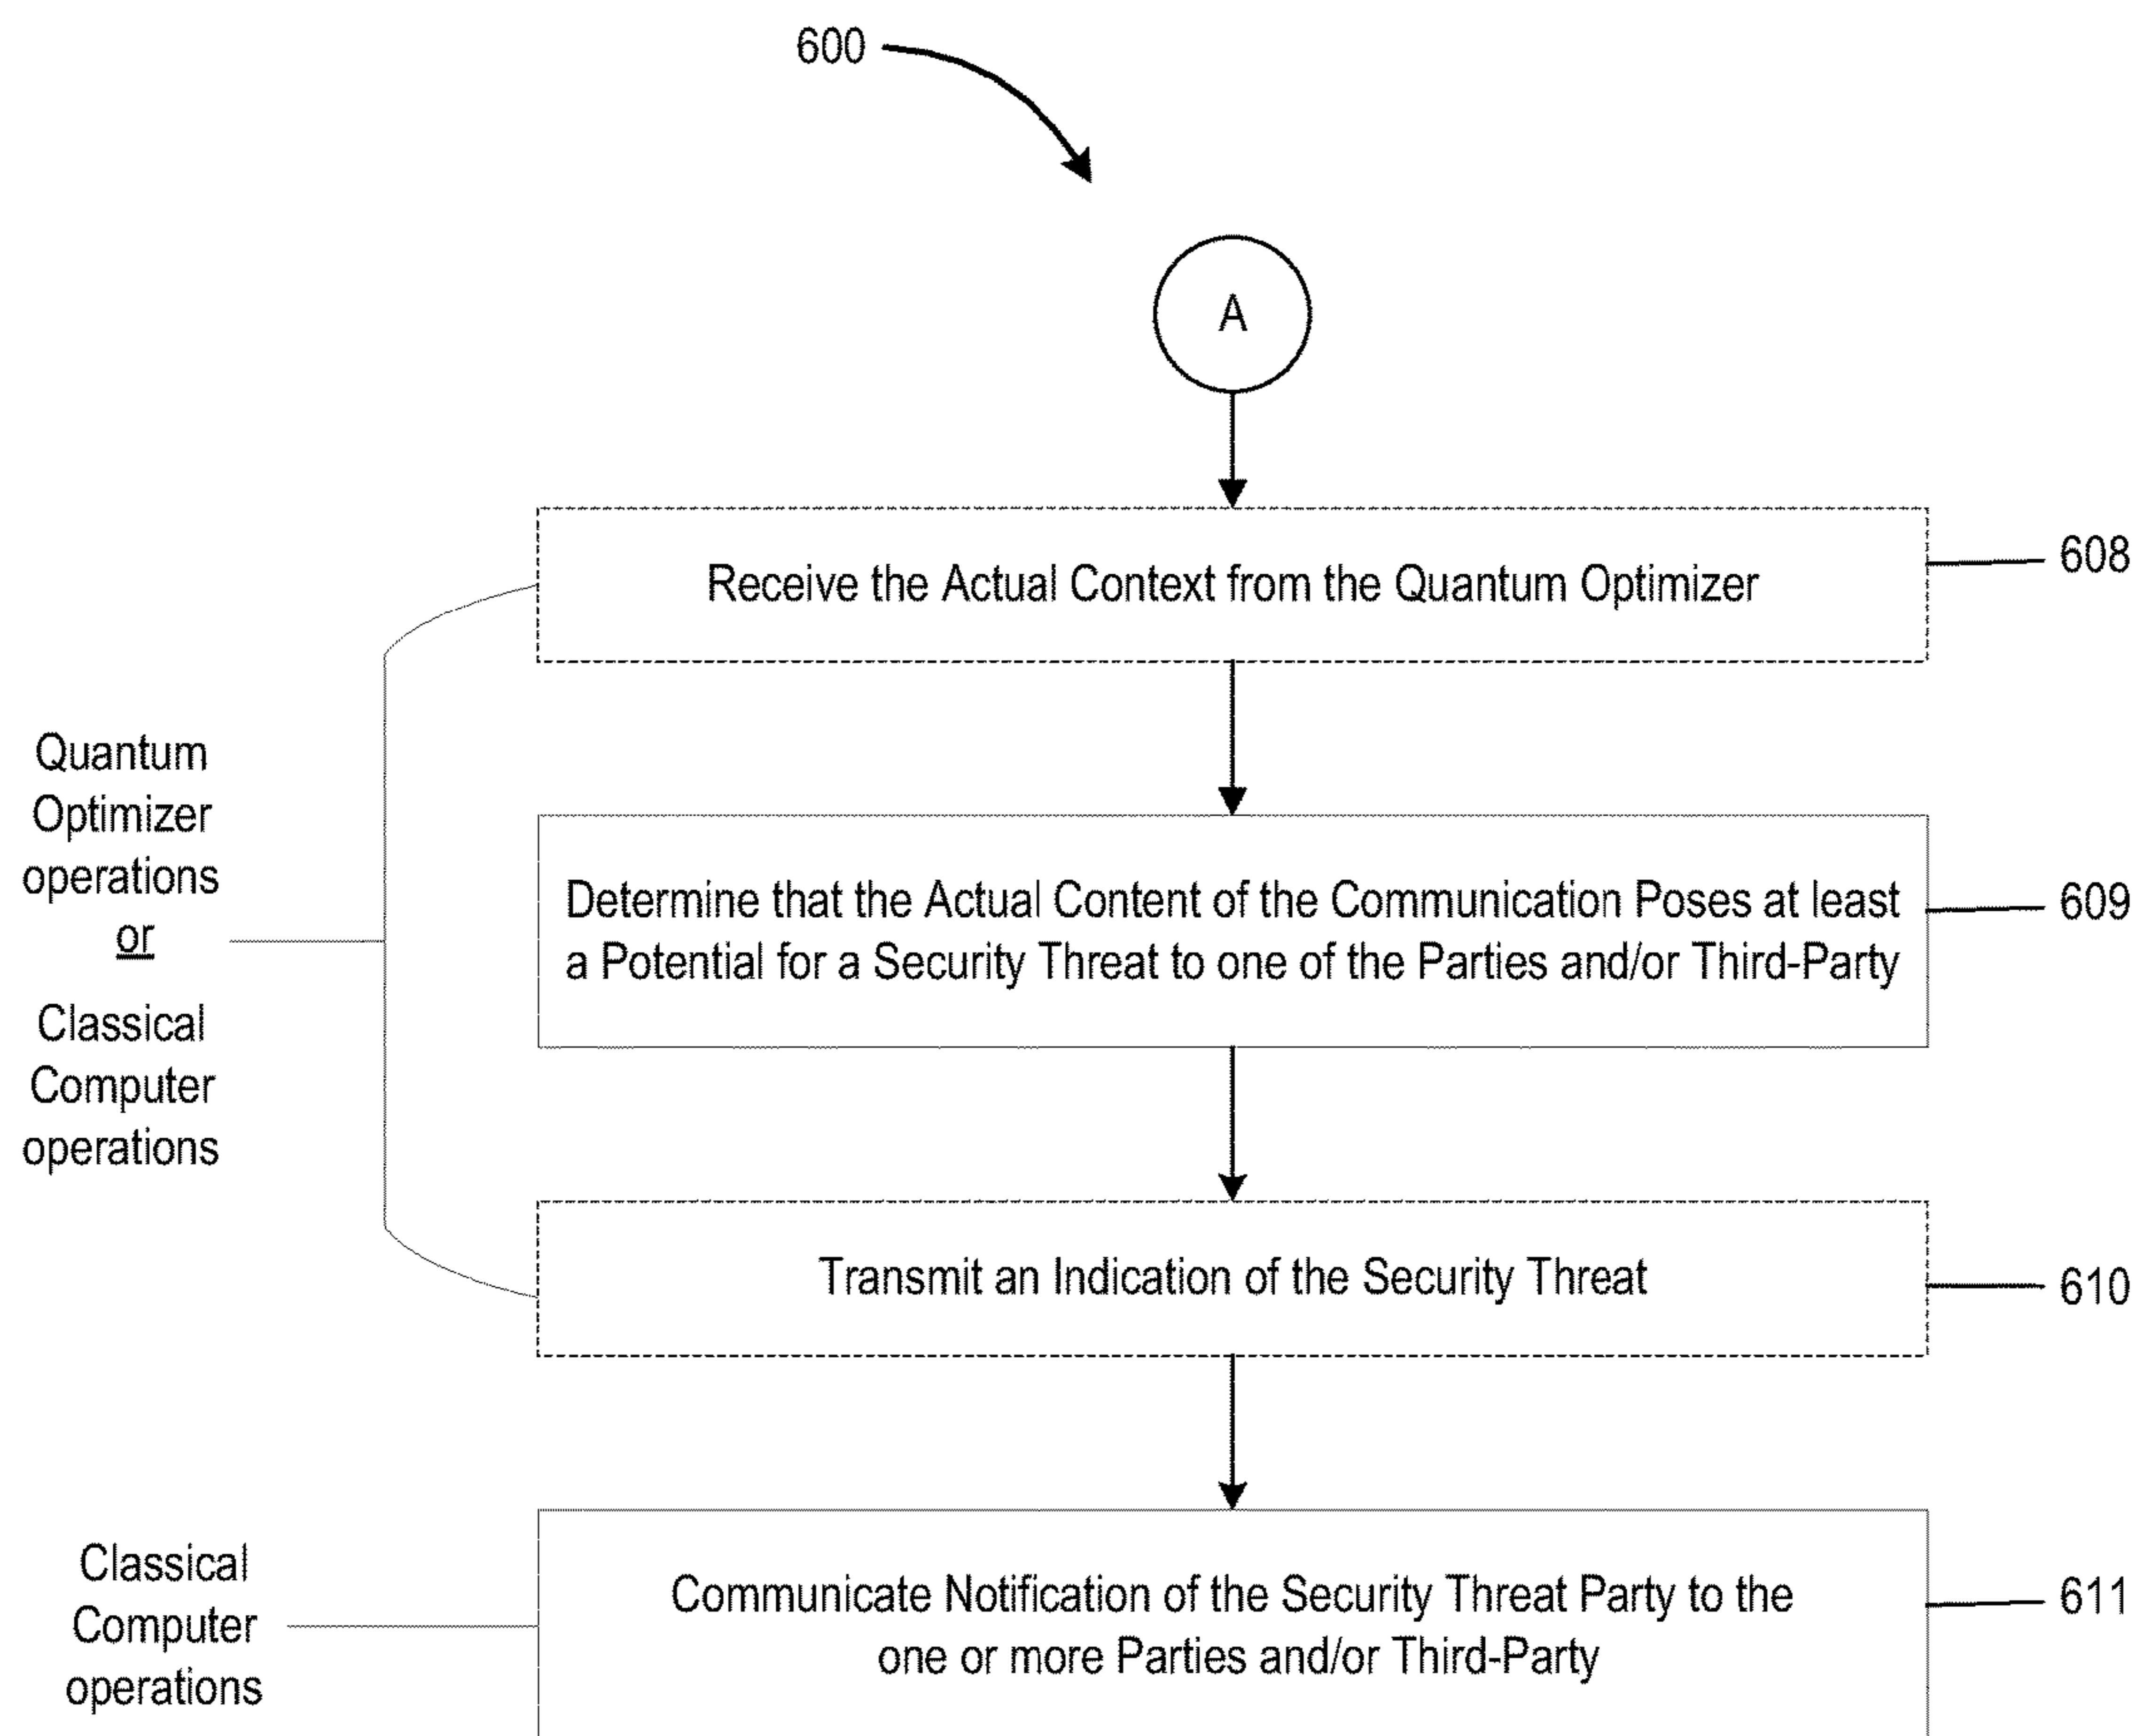 600
A
Receive the Actual Context from the Quantum Optimizer
608
Quantum
Optimizer
operations
or
Classical
Computer
operations
Determine that the Actual Content of the Communication Poses at least
a Potential for a Security Threat to one of the Parties and/or Third-Party
609
Transmit an Indication of the Security Threat
610
Classical
Computer
operations
Communicate Notification of the Security Threat Party to the
one or more Parties and/or Third-Party
611